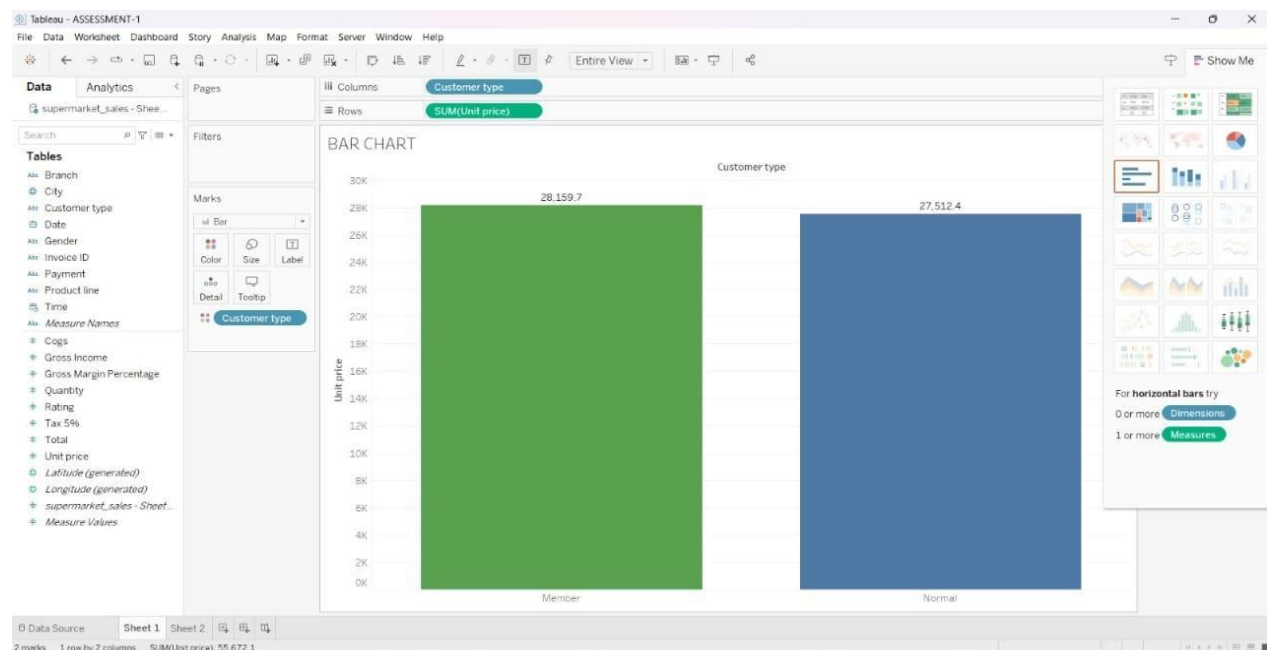 Tableau - ASSESSMENT-1
File Data Worksheet Dashboard Story Analysis Map Format Server Window Help
Entire View
Show Me
Data Analytics
supermarket_sales - Shee...
Search
Tables
Abc Branch
City
Abc Customer type
Date
Abc Gender
Abc Invoice ID
Abc Payment
Abc Product line
Time
Abc Measure Names
# Cogs
# Gross Income
# Gross Margin Percentage
# Quantity
# Rating
# Tax 5%
# Total
# Unit price
Latitude (generated)
Longitude (generated)
# supermarket_sales - Sheet...
# Measure Values
Pages
Filters
Marks
Bar
Color Size Label
Detail Tooltip
Customer type
Columns Customer type
Rows SUM(Unit price)
BAR CHART
Customer type
30K
28K
26K
24K
22K
20K
18K
16K
14K
12K
10K
8K
6K
4K
2K
0K
Unit price
28,159.7
27,512.4
Member Normal
For horizontal bars try
0 or more Dimensions
1 or more Measures
Data Source Sheet 1 Sheet 2
2 marks 1 row by 2 columns SUM(Unit price): 55,672.1